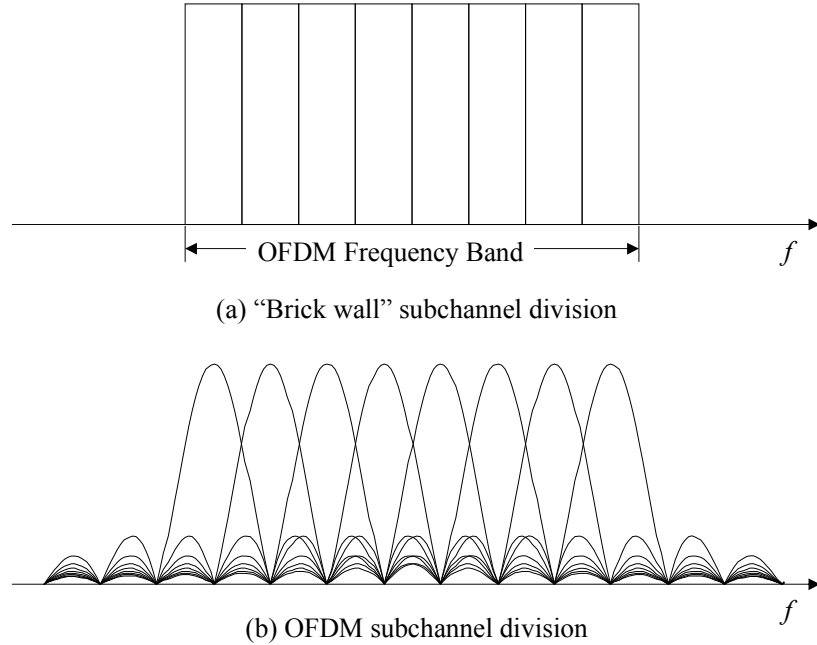 OFDM Frequency Band
f
(a) “Brick wall” subchannel division
f
(b) OFDM subchannel division